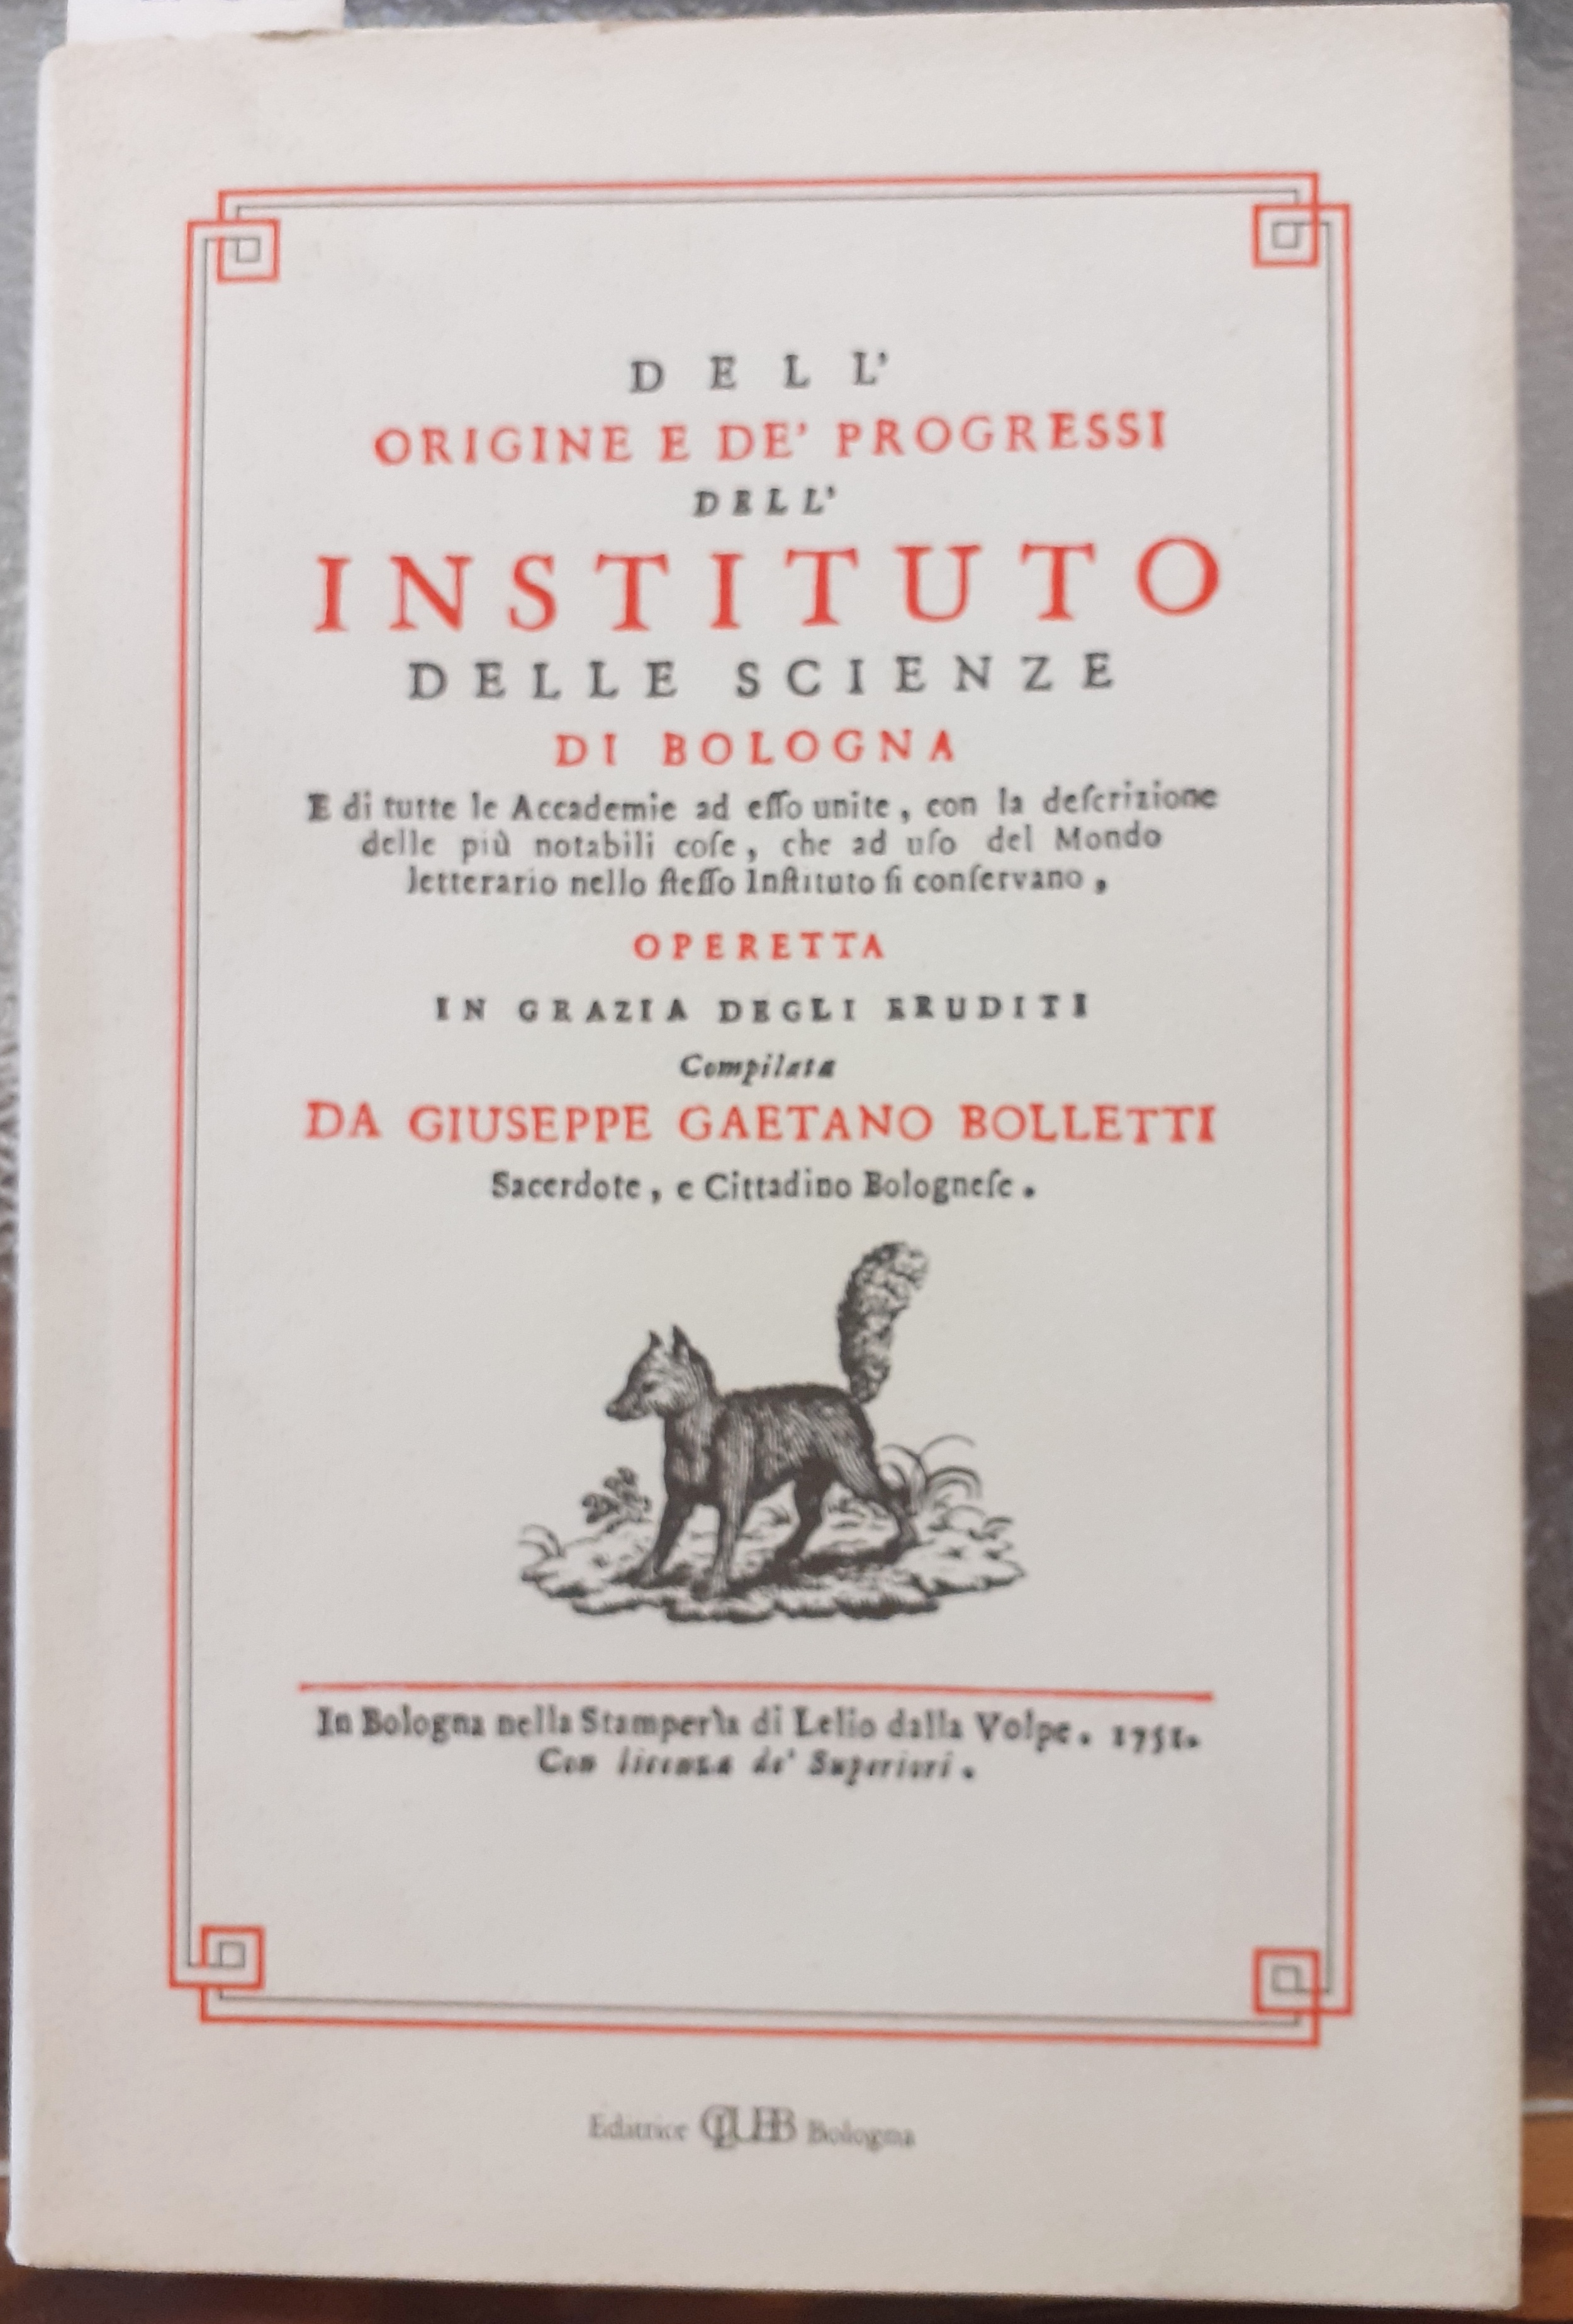 DELL'
ORIGINE E DE' PROGRESSI
DELL'
INSTITUTO
DELLE SCIENZE
DI BOLOGNA
E di tutte le Accademie ad eſſo unite, con la deſcrizione
delle più notabili coſe, che ad uſo del Mondo
letterario nello ſteſſo Inſtituto ſi conſervano,
OPERETTA
IN GRAZIA DEGLI ERUDITI
Compilata
DA GIUSEPPE GAETANO BOLLETTI
Sacerdote, e Cittadino Bologneſe.
In Bologna nella Stamperìa di Lelio dalla Volpe. 1751.
Con licenza de' Superiori.
Editrice CLUEB Bologna